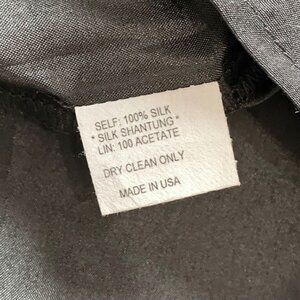 SELF: 100% SILK
* SILK SHANTUNG *
LIN: 100 ACETATE
DRY CLEAN ONLY
MADE IN USA